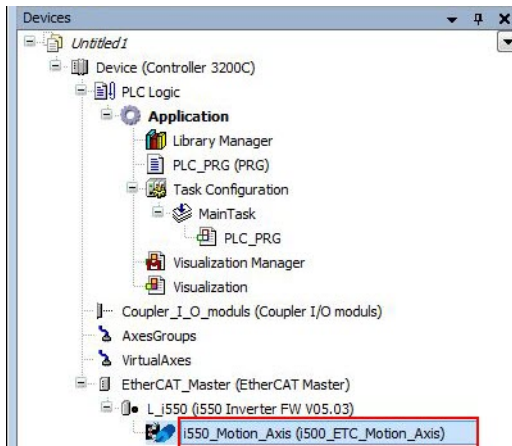 Devices
Untitled1
Device (Controller 3200C)
PLC Logic
Application
Library Manager
PLC_PRG (PRG)
Task Configuration
MainTask
PLC_PRG
Visualization Manager
Visualization
Coupler_I_O_moduls (Coupler I/O moduls)
AxesGroups
VirtualAxes
EtherCAT_Master (EtherCAT Master)
L_i550 (i550 Inverter FW V05.03)
i550_Motion_Axis (i500_ETC_Motion_Axis)